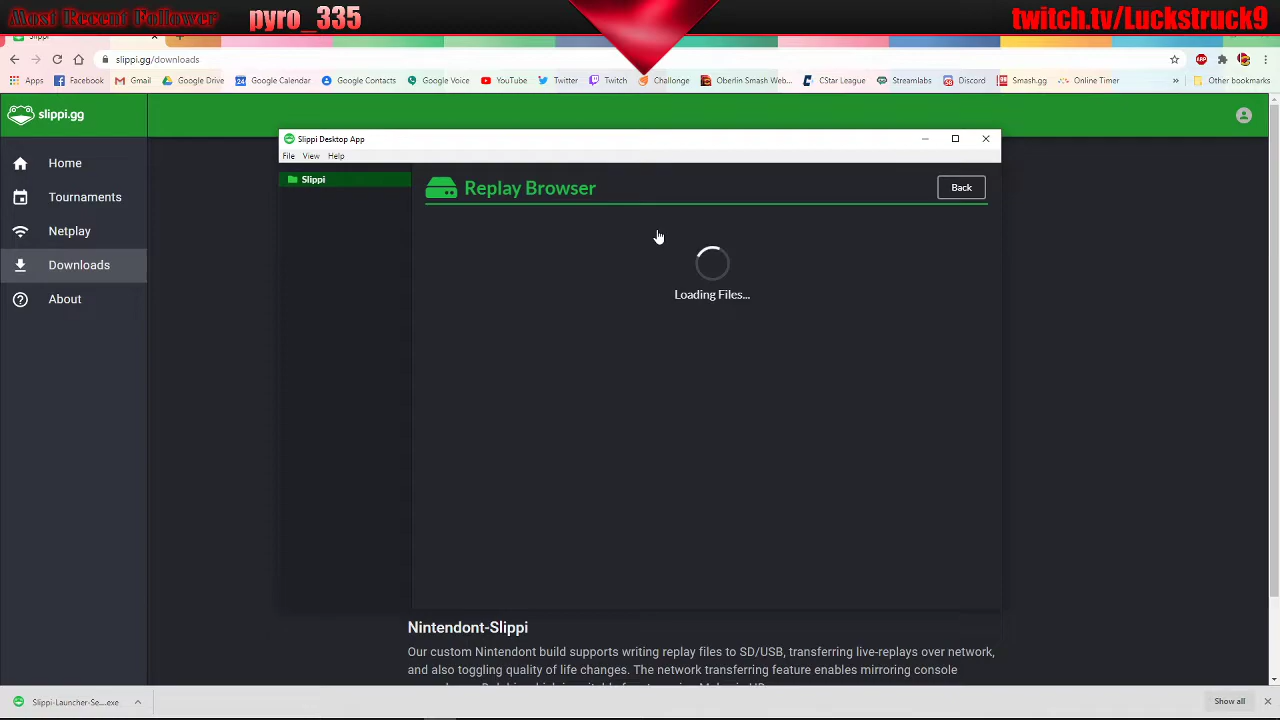 Most Recent Follower pyro_335 twitch.tv/Luckstruck9
Slippi
slippi.gg/downloads
Apps Facebook Gmail Google Drive Google Calendar Google Contacts Google Voice YouTube Twitter Twitch Challonge Oberlin Smash Web... CStar League Streamlabs Discord Smash.gg Online Timer » Other bookmarks
slippi.gg
Slippi Desktop App
File View Help
Home
Slippi
Replay Browser
Back
Tournaments
Netplay
Downloads
Loading Files...
About
Nintendont-Slippi
Our custom Nintendont build supports writing replay files to SD/USB, transferring live-replays over network,
and also toggling quality of life changes. The network transferring feature enables mirroring console
Slippi-Launcher-Se....exe
Show all